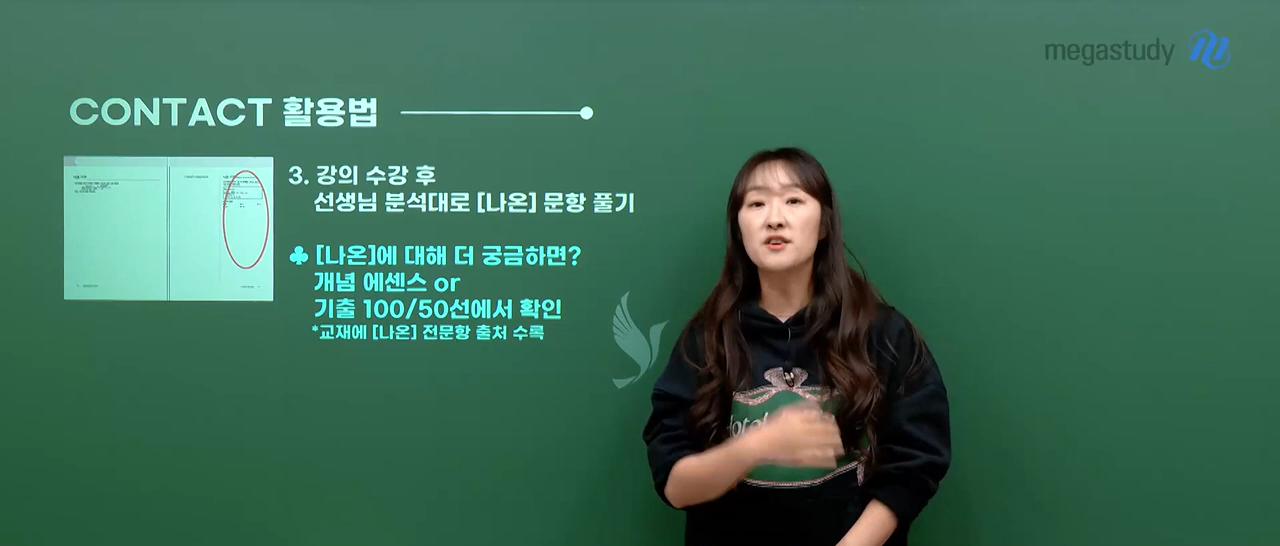 megastudy
CONTACT 활용법
3. 강의 수강 후
선생님 분석대로 [나온] 문항 풀기
♣ [나온]에 대해 더 궁금하면?
개념 에센스 or
기출 100/50선에서 확인
*교재에 [나온] 전문항 출처 수록